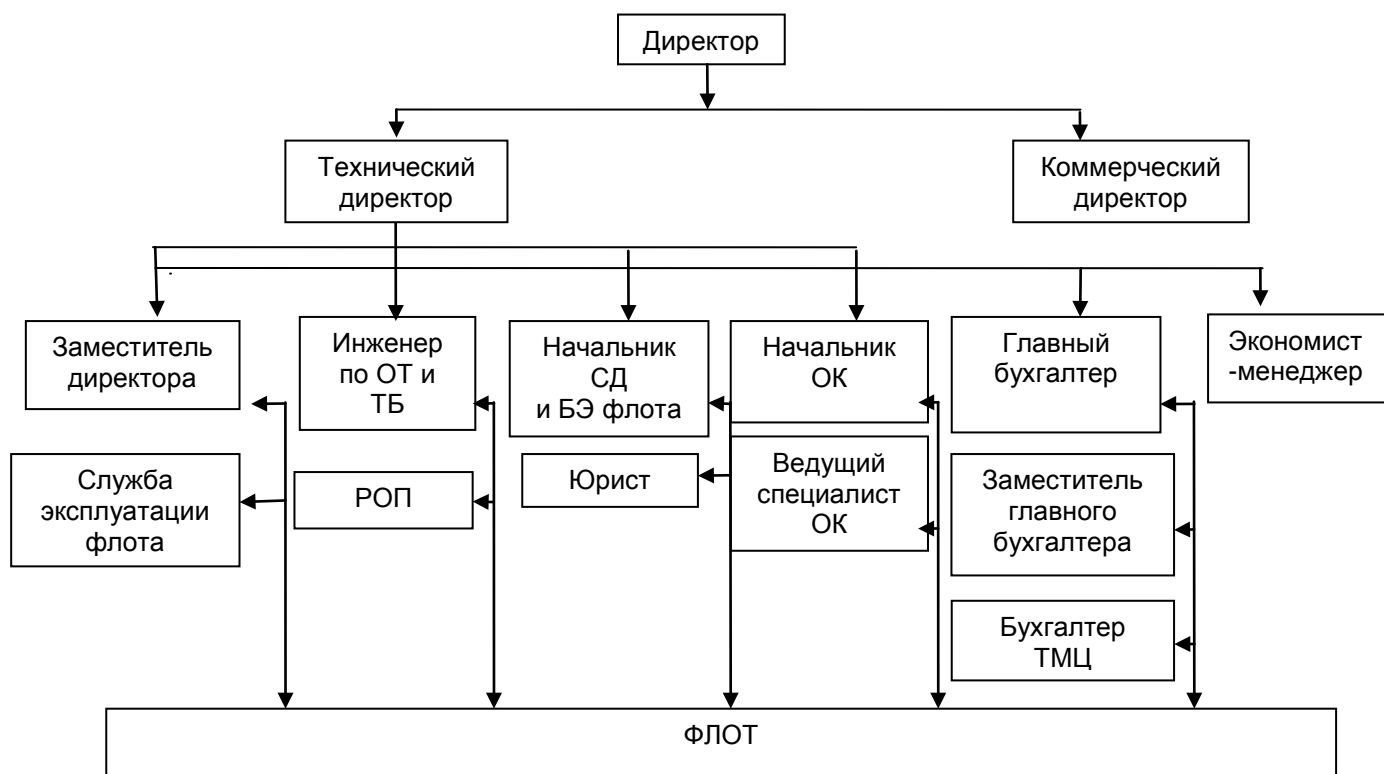 Директор
Технический
директор
Коммерческий
директор
Заместитель
директора
Инженер
по ОТ и
ТБ
Начальник
СД
и БЭ флота
Начальник
ОК
Главный
бухгалтер
Экономист
-менеджер
Служба
эксплуатации
флота
РОП
Юрист
Ведущий
специалист
ОК
Заместитель
главного
бухгалтера
Бухгалтер
ТМЦ
ФЛОТ